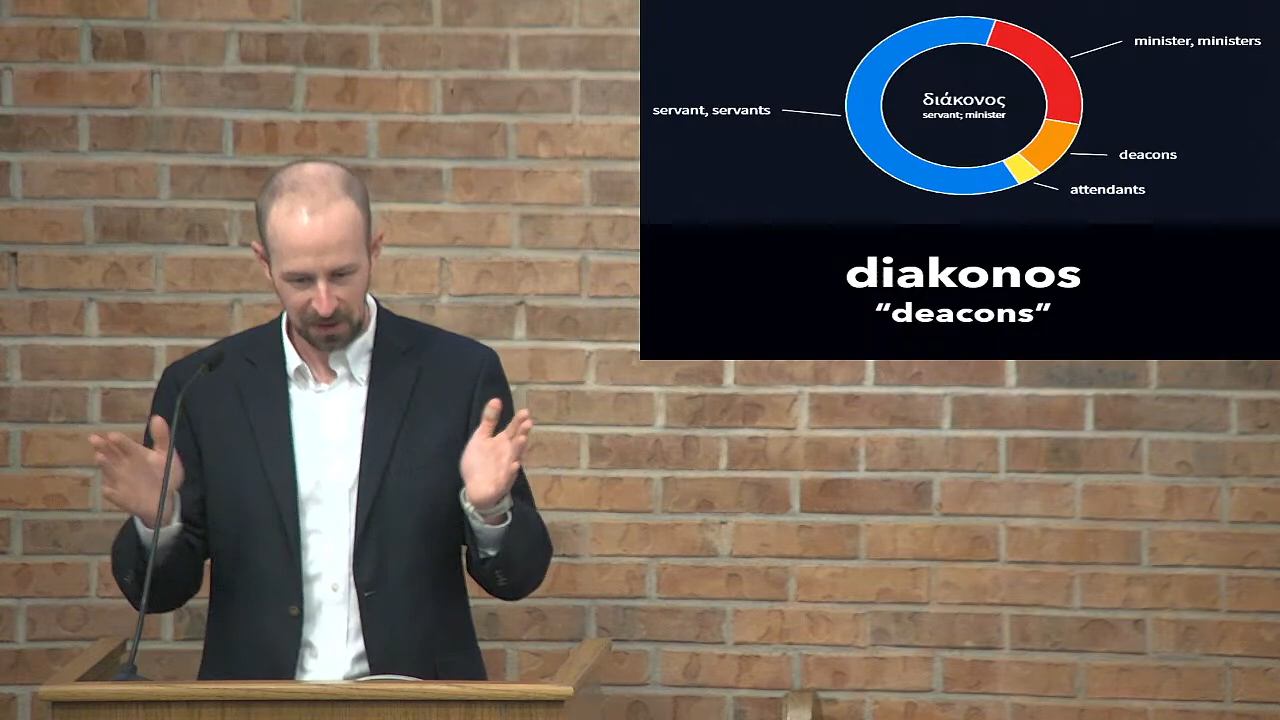 minister, ministers
διάκονος
servant; minister
servant, servants
deacons
attendants
diakonos
“deacons”